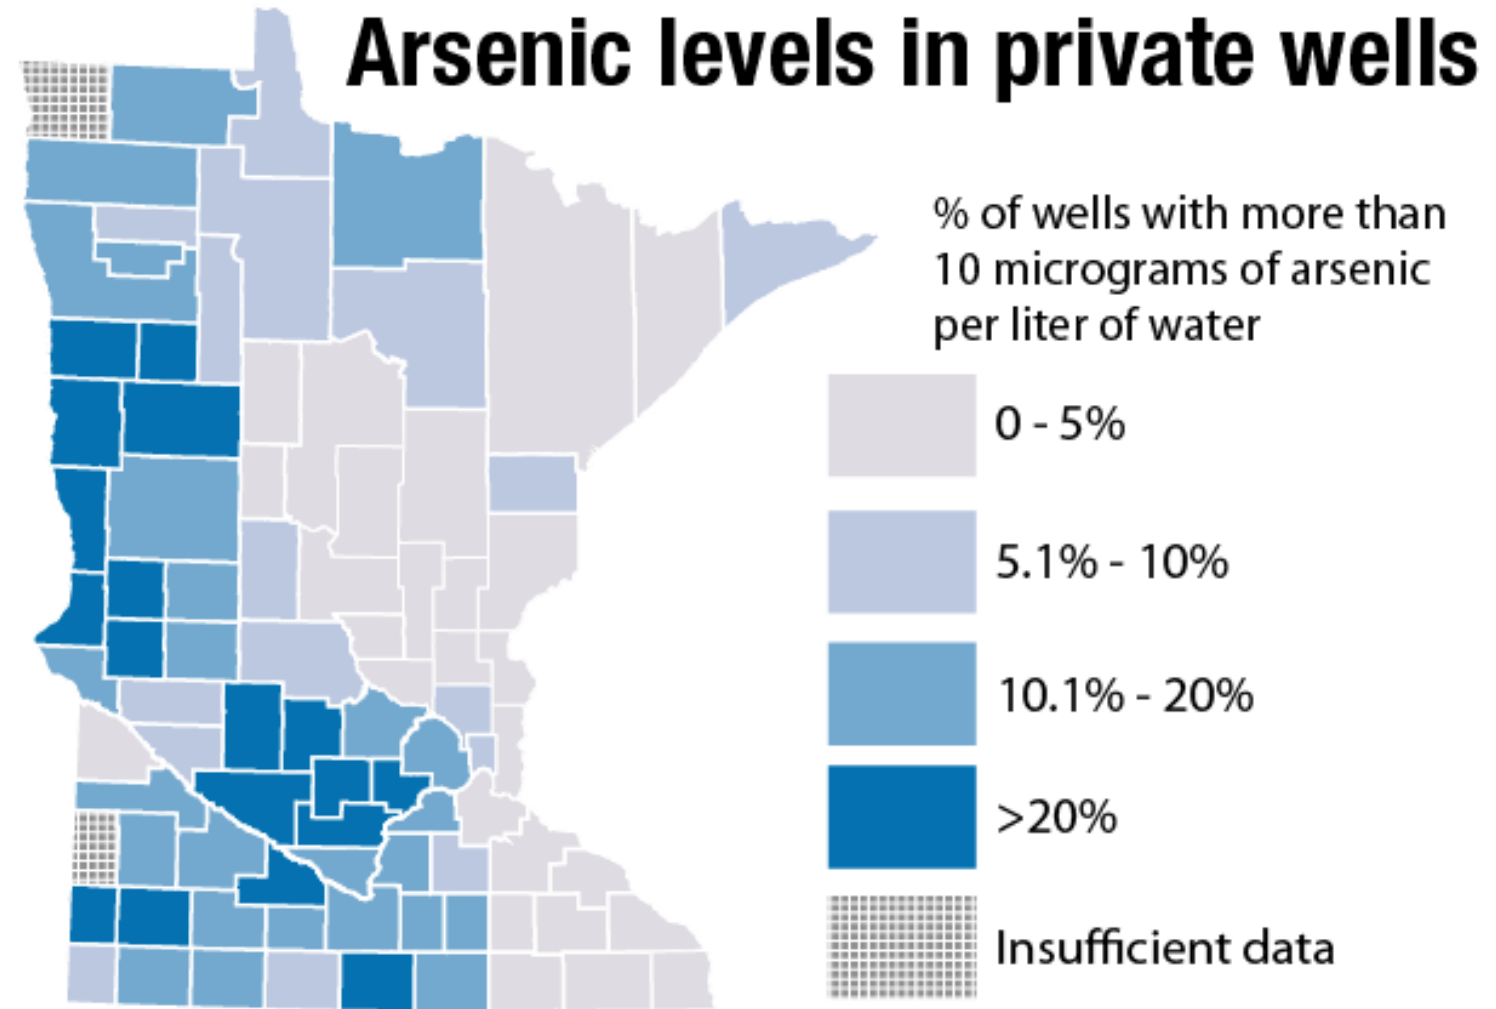 Arsenic levels in private wells
% of wells with more than
10 micrograms of arsenic
per liter of water
0 - 5%
5.1% - 10%
10.1% - 20%
>20%
Insufficient data